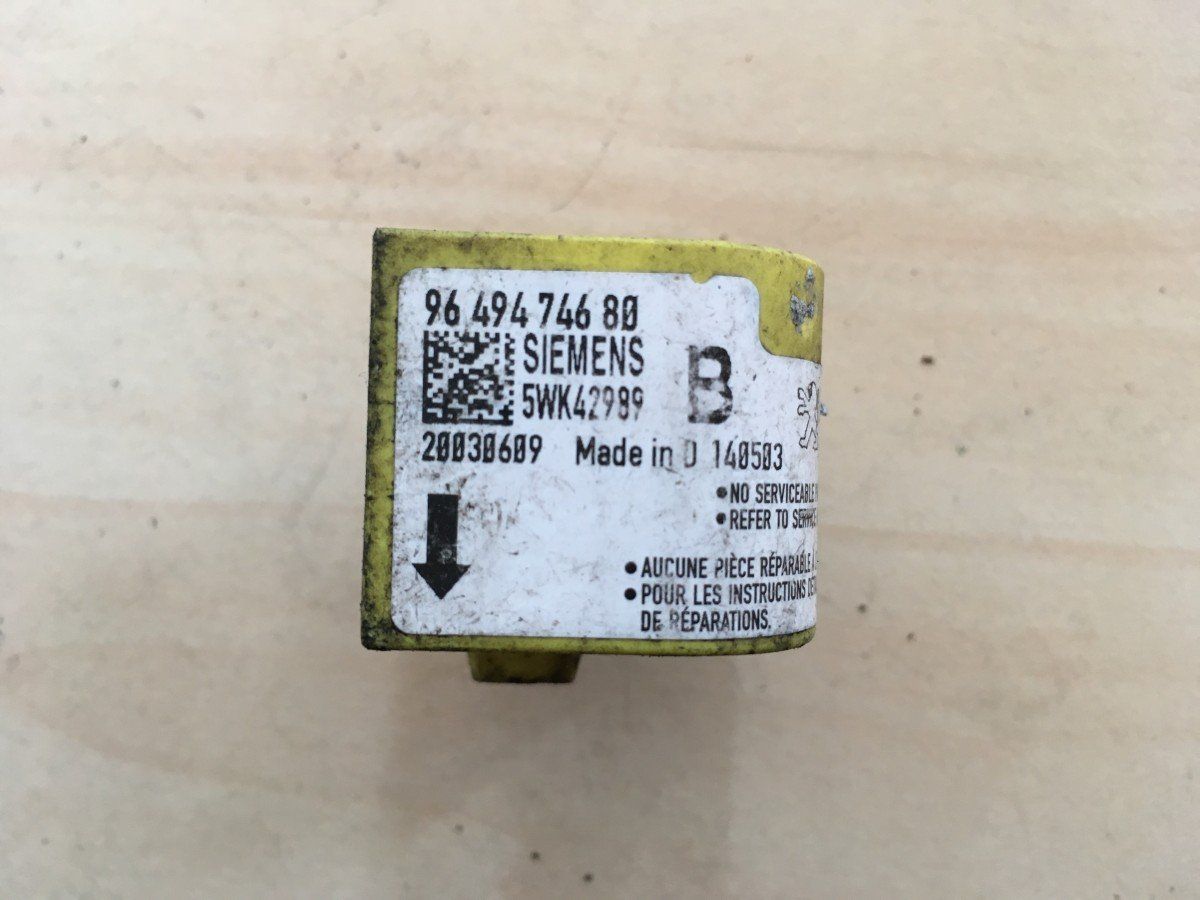 96 494 746 80
SIEMENS
5WK42989
B
20030609 Made in D 140503
•NO SERVICEABLE
•REFER TO
•AUCUNE PIÈCE RÉPARABLE
•POUR LES INSTRUCTIONS
DE RÉPARATIONS.